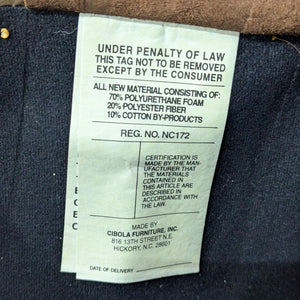 UNDER PENALTY OF LAW
THIS TAG NOT TO BE REMOVED
EXCEPT BY THE CONSUMER
ALL NEW MATERIAL CONSISTING OF:
70% POLYURETHANE FOAM
20% POLYESTER FIBER
10% COTTON BY-PRODUCTS
REG. NO. NC172
CERTIFICATION IS
MADE BY THE MAN-
UFACTURER THAT
THE MATERIALS
CONTAINED IN
THIS ARTICLE ARE
DESCRIBED IN
ACCORDANCE WITH
THE LAW.
MADE BY
CIBOLA FURNITURE, INC.
816 13TH STREET N.E.
HICKORY, N.C. 28601
DATE OF DELIVERY